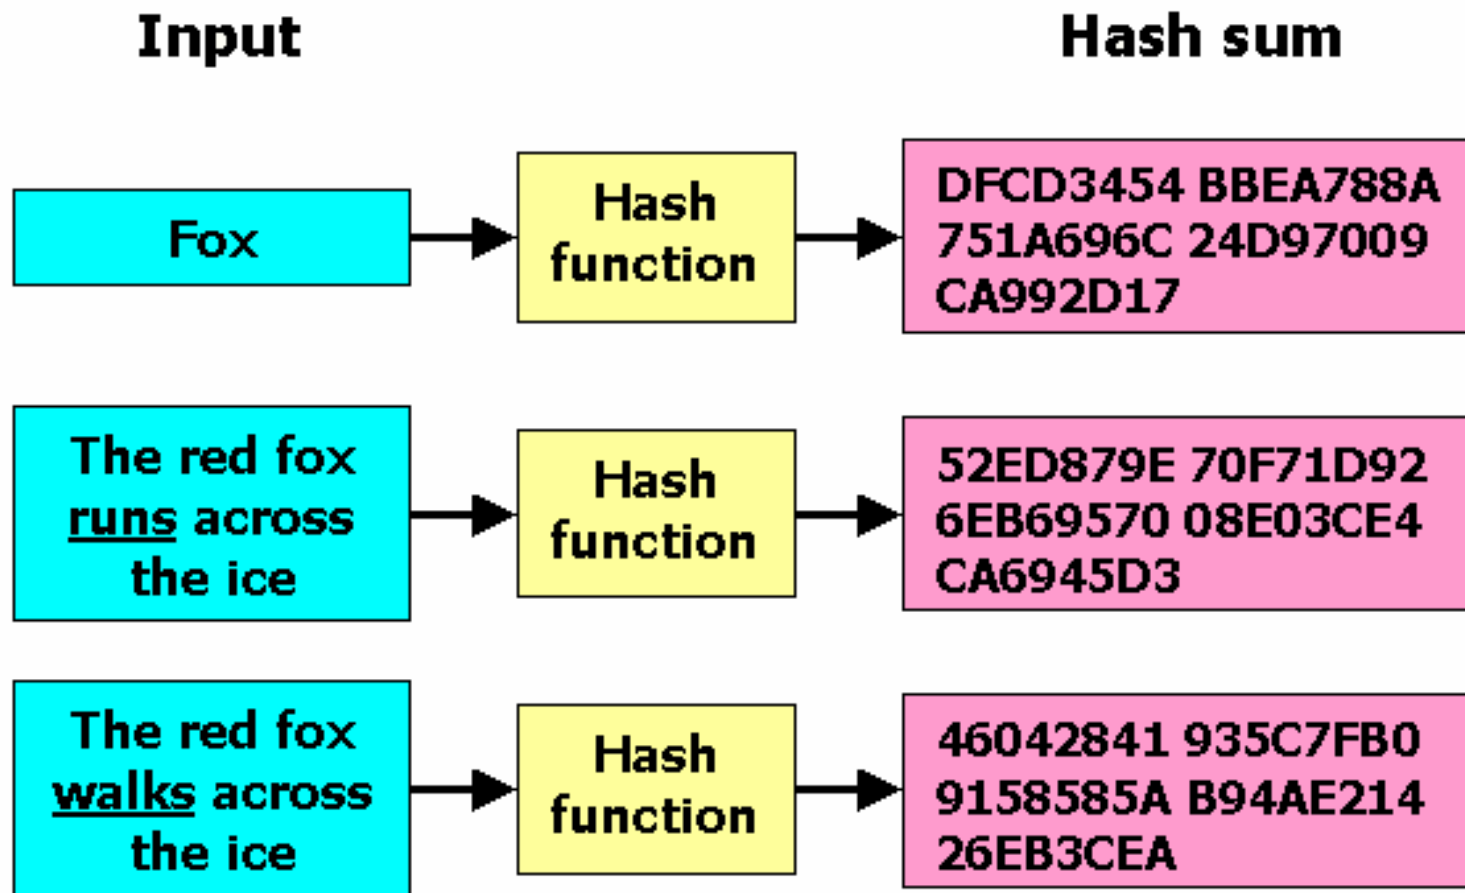 Input
Hash sum
Fox
Hash
function
DFCD3454 BBEA788A
751A696C 24D97009
CA992D17
The red fox
runs across
the ice
Hash
function
52ED879E 70F71D92
6EB69570 08E03CE4
CA6945D3
The red fox
walks across
the ice
Hash
function
46042841 935C7FB0
9158585A B94AE214
26EB3CEA